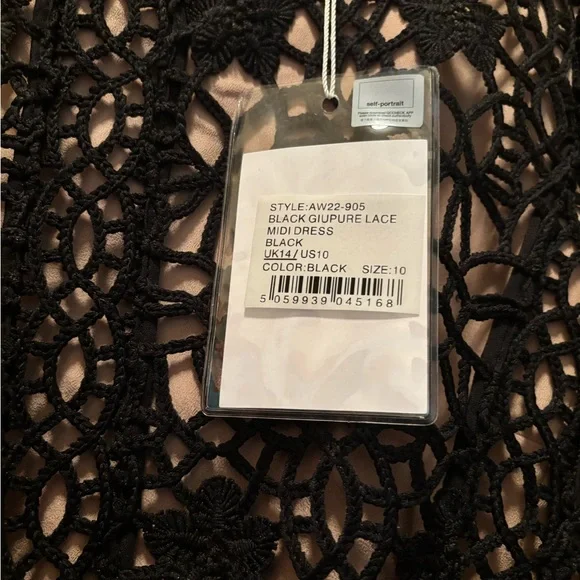 self-portrait
STYLE:AW22-905
BLACK GIUPURE LACE
MIDI DRESS
BLACK
UK14/US10
COLOR:BLACK SIZE:10
5 059939 045168